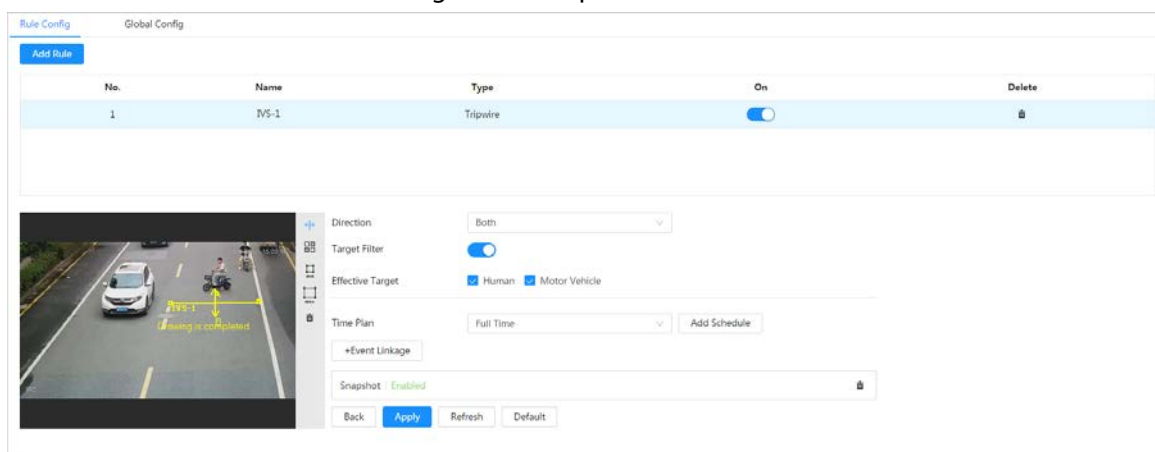 Rule Config Global Config
Add Rule
No. Name Type On Delete
1 IVS-1 Tripwire
Direction Both
Target Filter
Effective Target Human Motor Vehicle
IVS-1
Drawing is completed
Time Plan Full Time Add Schedule
+Event Linkage
Snapshot Enabled
Back Apply Refresh Default